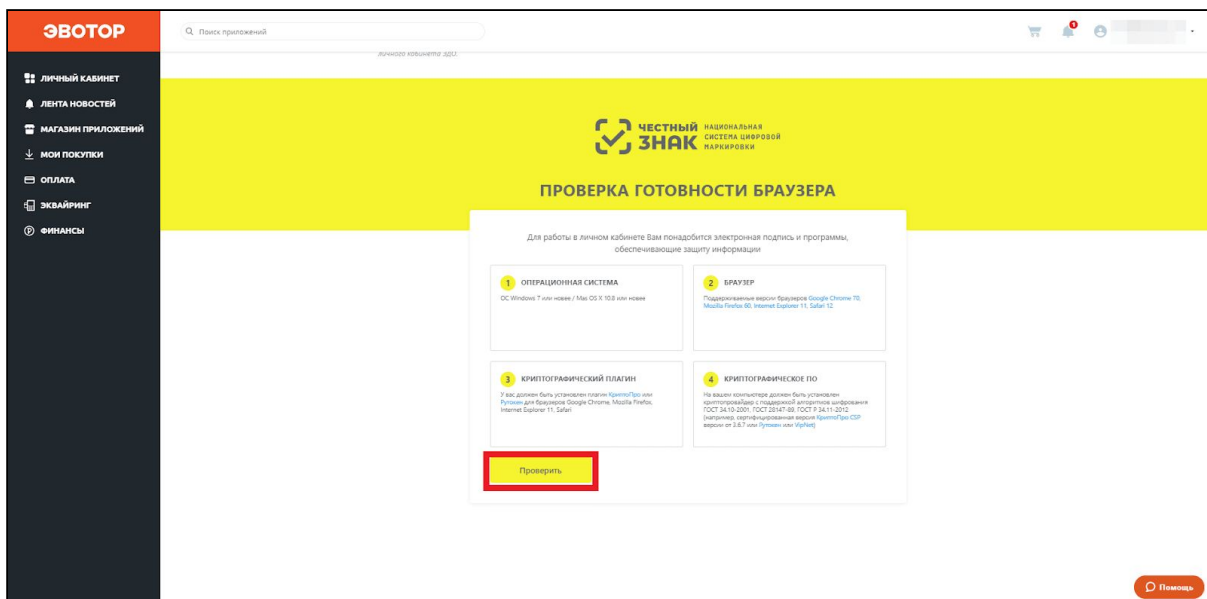 ЭВОТОР
Поиск приложений
1
личного кабинета ЭДО.
ЛИЧНЫЙ КАБИНЕТ
ЛЕНТА НОВОСТЕЙ
МАГАЗИН ПРИЛОЖЕНИЙ
МОИ ПОКУПКИ
ОПЛАТА
ЭКВАЙРИНГ
ФИНАНСЫ
ЧЕСТНЫЙ
ЗНАК
НАЦИОНАЛЬНАЯ
СИСТЕМА ЦИФРОВОЙ
МАРКИРОВКИ
ПРОВЕРКА ГОТОВНОСТИ БРАУЗЕРА
Для работы в личном кабинете Вам понадобится электронная подпись и программы,
обеспечивающие защиту информации
1 ОПЕРАЦИОННАЯ СИСТЕМА
ОС Windows 7 или новее / Mac OS X 10.8 или новее
2 БРАУЗЕР
Поддерживаемые версии браузеров Google Chrome 70,
Mozilla Firefox 60, Internet Explorer 11, Safari 12
3 КРИПТОГРАФИЧЕСКИЙ ПЛАГИН
У вас должен быть установлен плагин КриптоПро или
Рутокен для браузеров Google Chrome, Mozilla Firefox,
Internet Explorer 11, Safari
4 КРИПТОГРАФИЧЕСКОЕ ПО
На вашем компьютере должен быть установлен
криптопровайдер с поддержкой алгоритмов шифрования
ГОСТ 34.10-2001, ГОСТ 28147-89, ГОСТ Р 34.11-2012
(например, сертифицированная версия КриптоПро CSP
версии от 3.6.7 или Рутокен или VipNet)
Проверить
Помощь